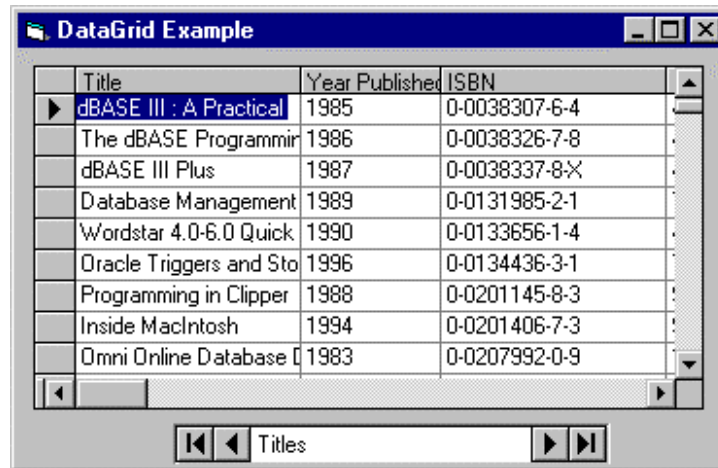 DataGrid Example
Title Year Published ISBN
dBASE III : A Practical 1985 0-0038307-6-4
The dBASE Programmin 1986 0-0038326-7-8
dBASE III Plus 1987 0-0038337-8-X
Database Management 1989 0-0131985-2-1
Wordstar 4.0-6.0 Quick 1990 0-0133656-1-4
Oracle Triggers and Sto 1996 0-0134436-3-1
Programming in Clipper 1988 0-0201145-8-3
Inside MacIntosh 1994 0-0201406-7-3
Omni Online Database D 1983 0-0207992-0-9
Titles